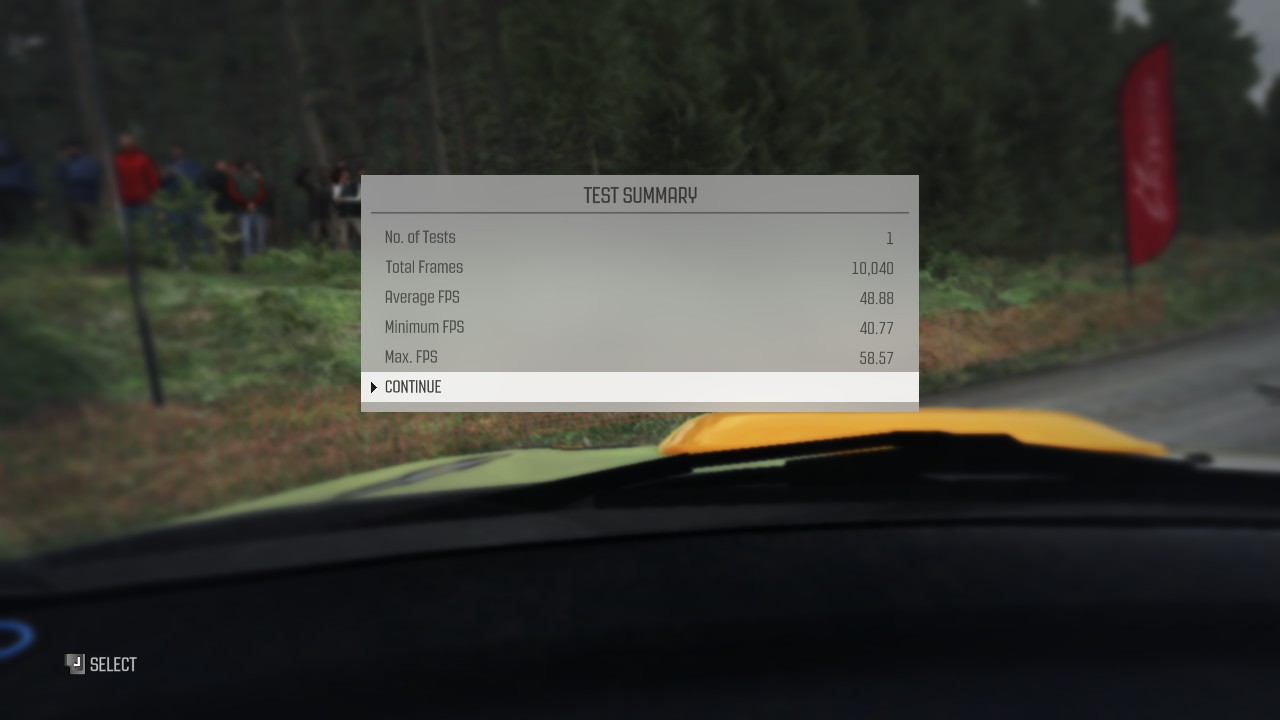 TEST SUMMARY
No. of Tests 1
Total Frames 10,040
Average FPS 48.88
Minimum FPS 40.77
Max. FPS 58.57
CONTINUE
SELECT